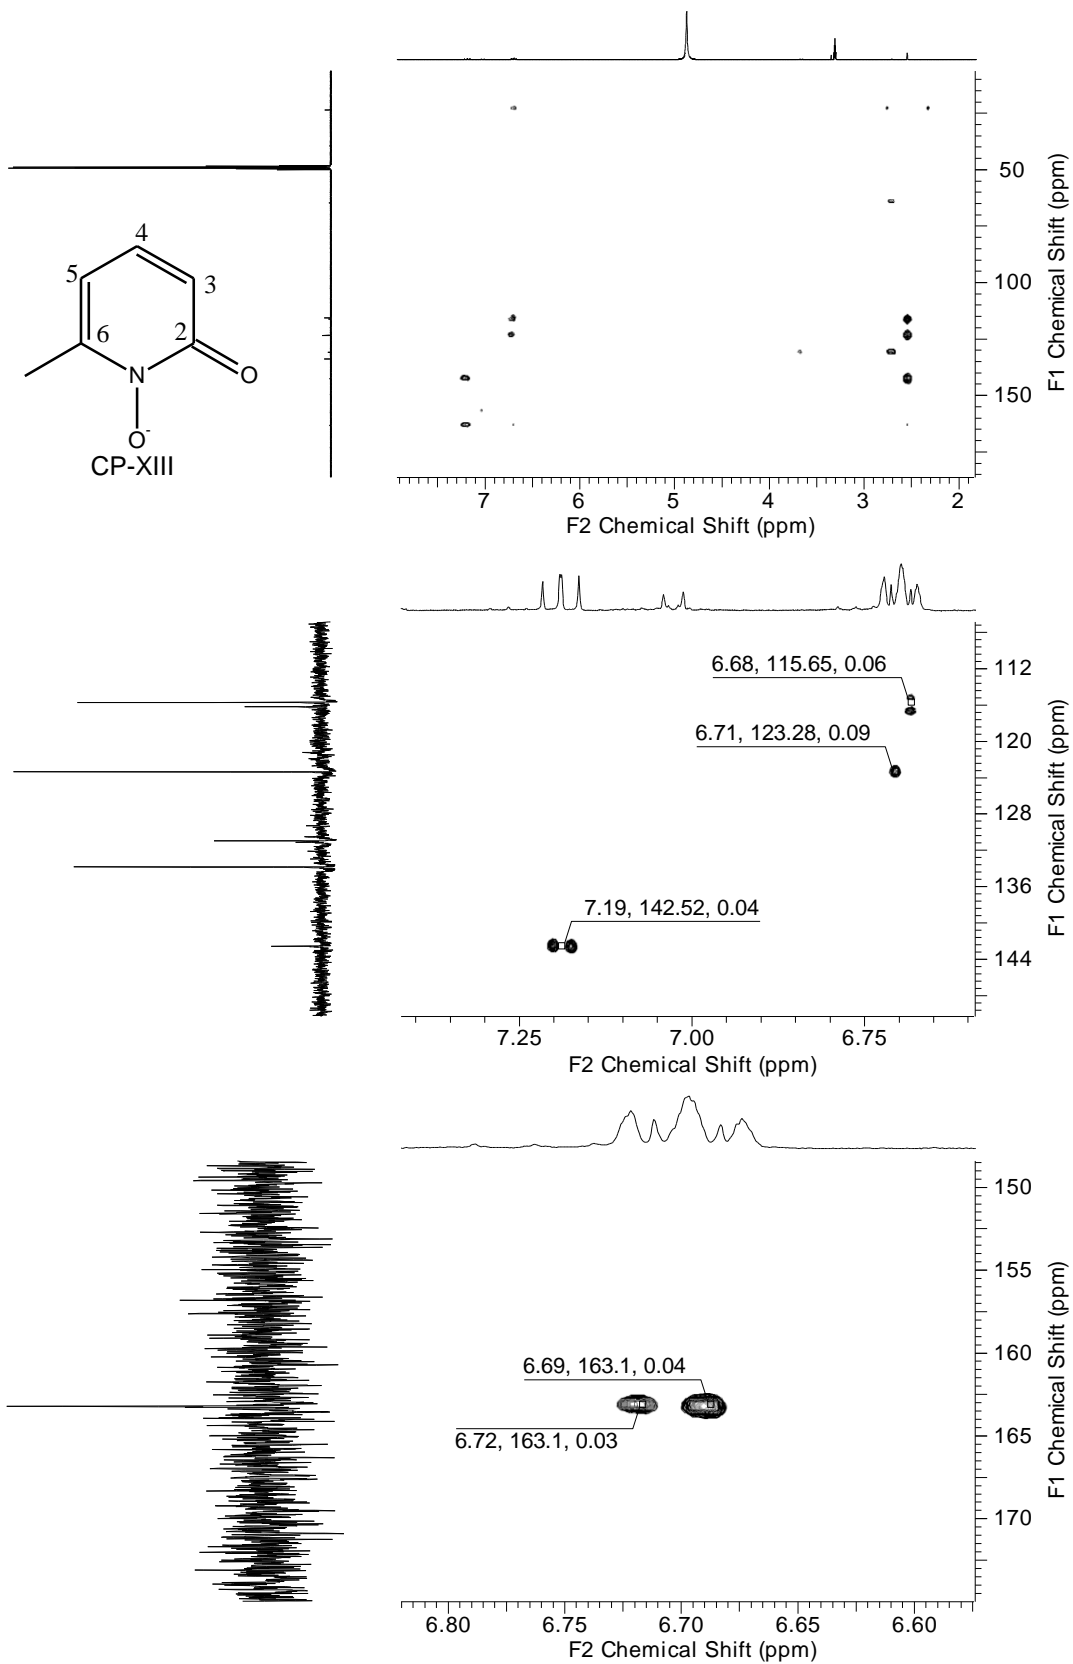 50
100
150
F1 Chemical Shift (ppm)
7
6
5
4
3
2
F2 Chemical Shift (ppm)
4
5
3
6
2
N
O
O-
CP-XIII
6.68, 115.65, 0.06
6.71, 123.28, 0.09
7.19, 142.52, 0.04
112
120
128
136
144
F1 Chemical Shift (ppm)
7.25
7.00
6.75
F2 Chemical Shift (ppm)
6.69, 163.1, 0.04
6.72, 163.1, 0.03
150
155
160
165
170
F1 Chemical Shift (ppm)
6.80
6.75
6.70
6.65
6.60
F2 Chemical Shift (ppm)